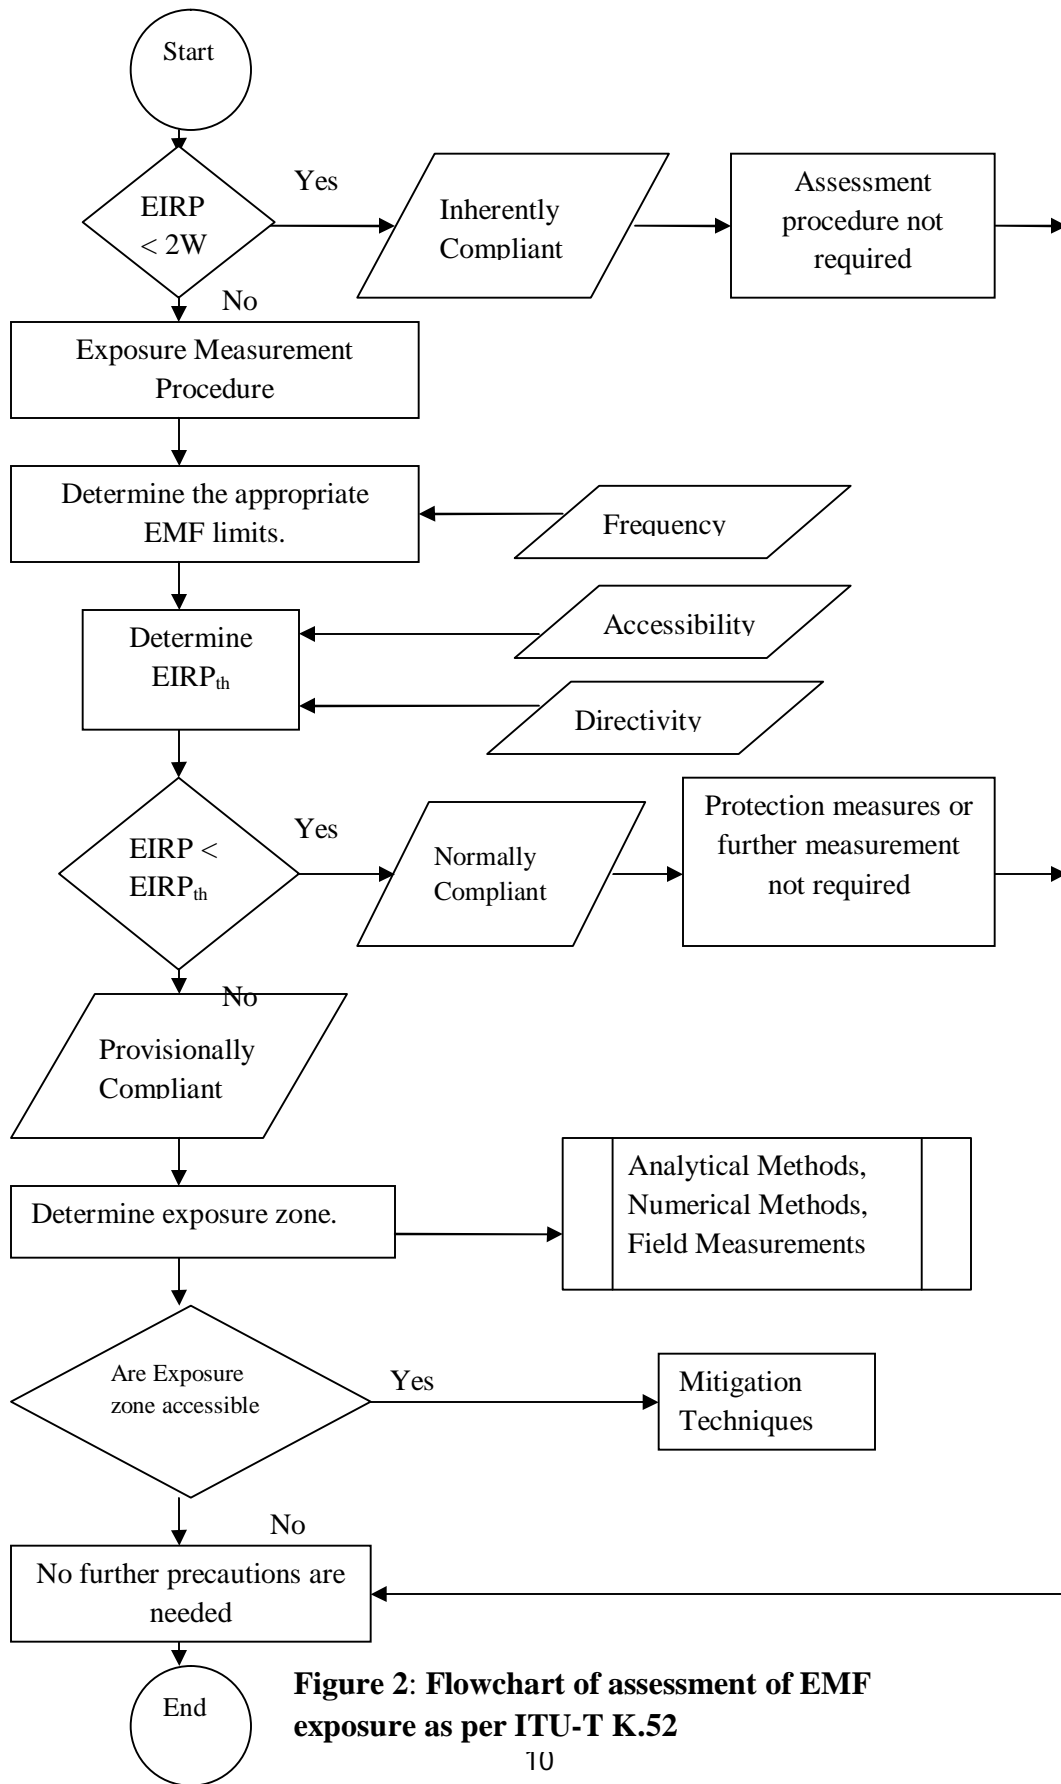 Start
EIRP
< 2W
Yes
Inherently
Compliant
Assessment
procedure not
required
No
Exposure Measurement
Procedure
Determine the appropriate
EMF limits.
Frequency
Determine
EIRPth
Accessibility
Directivity
EIRP <
EIRPth
Yes
Normally
Compliant
Protection measures or
further measurement
not required
No
Provisionally
Compliant
Determine exposure zone.
Analytical Methods,
Numerical Methods,
Field Measurements
Are Exposure
zone accessible
Yes
Mitigation
Techniques
No
No further precautions are
needed
End
Figure 2: Flowchart of assessment of EMF
exposure as per ITU-T K.52
10